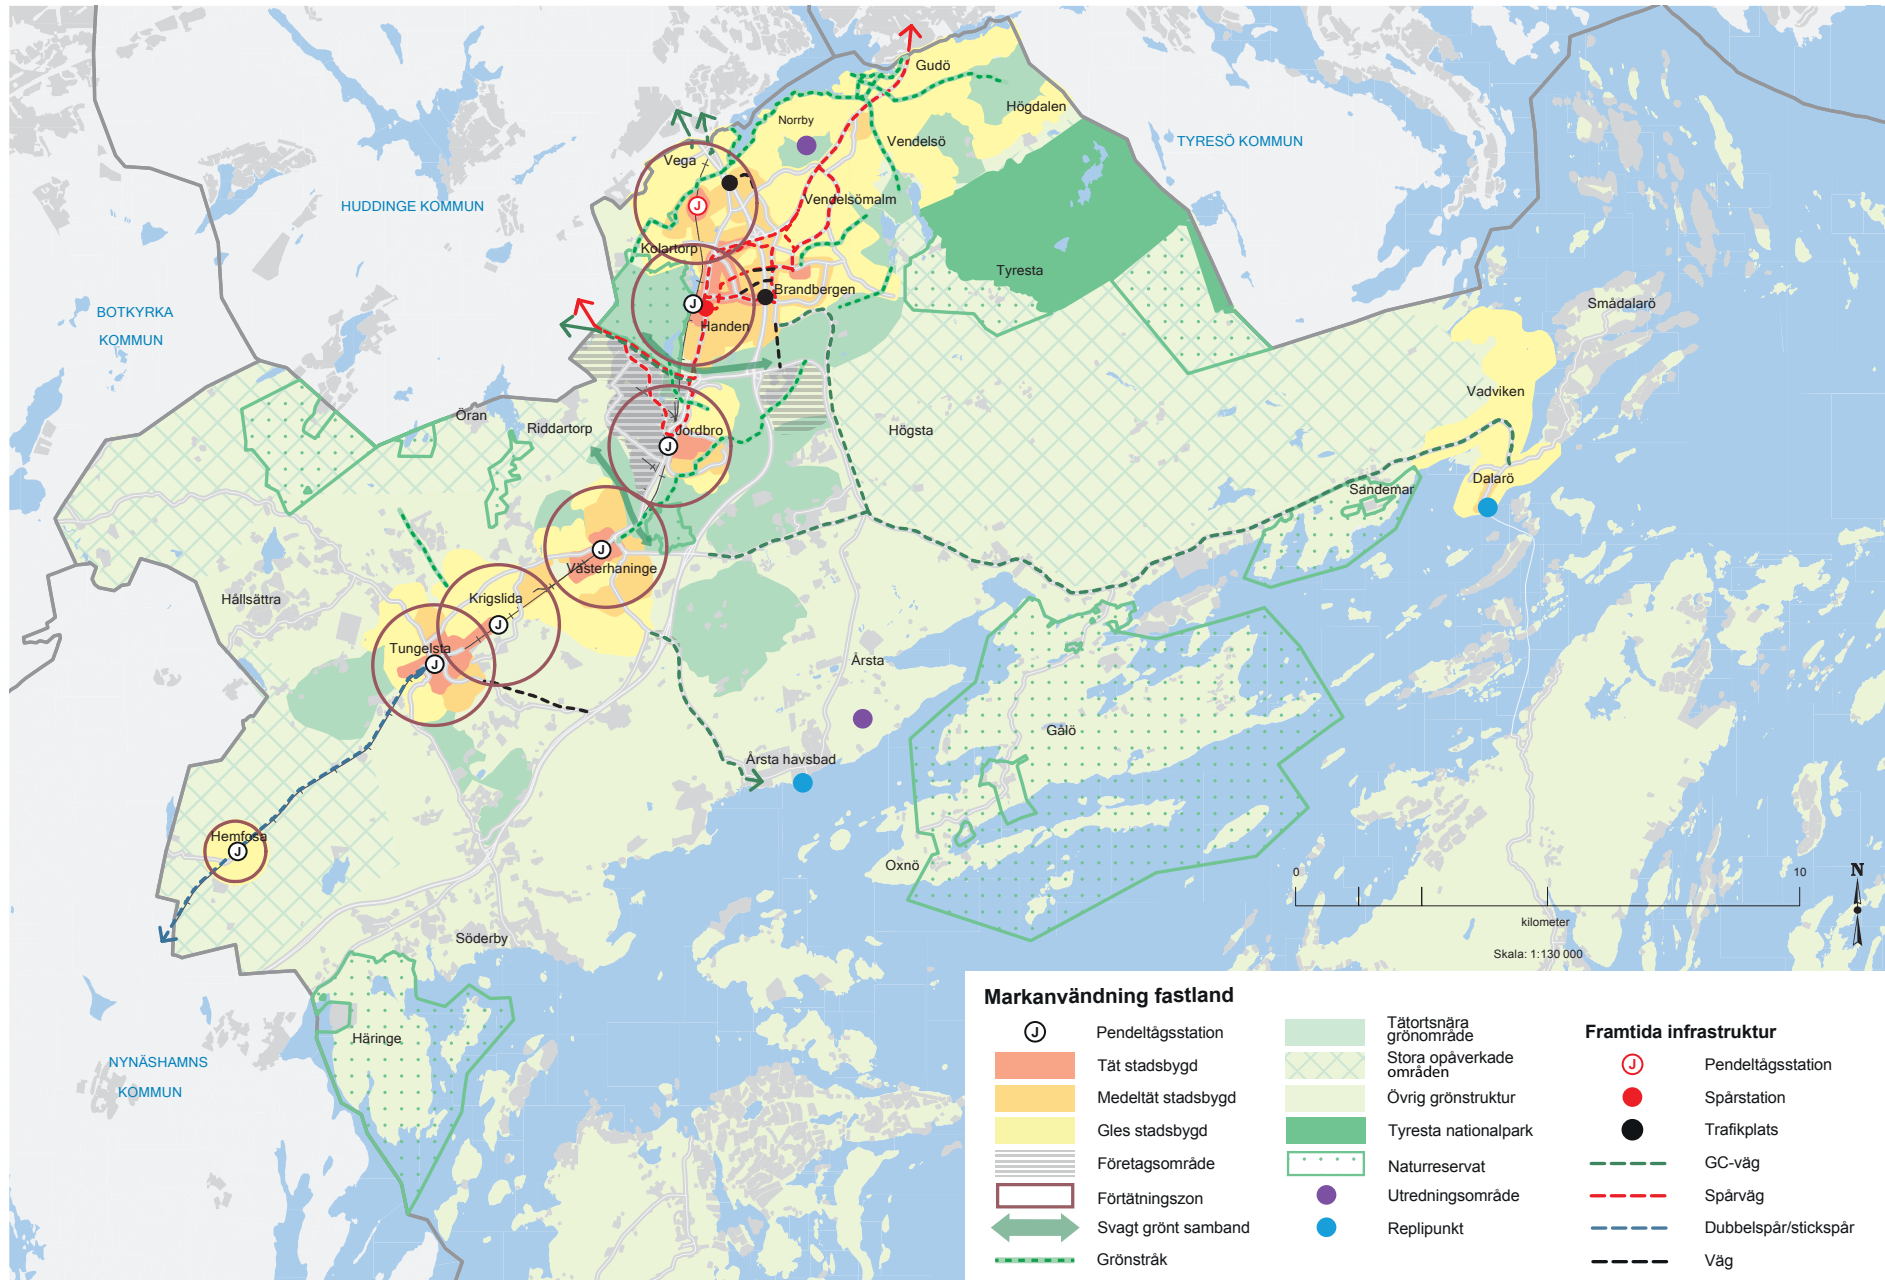 Gudö
Högdalen
Norrby
Vendelsö
TYRESÖ KOMMUN
Vega
J
Vendelsömalm
HUDDINGE KOMMUN
Kolartorp
Tyresta
Brandbergen
J
Handen
Smådalarö
BOTKYRKA
KOMMUN
Vadviken
Öran
Riddartorp
Jordbro
J
Högsta
Dalarö
Sandemar
J
Västerhaninge
Hållsättra
Krigslida
J
Tungelsta
J
Årsta
Gålö
Årsta havsbad
Hemfosa
J
Oxnö
0
10
kilometer
Skala: 1:130 000
N
Söderby
Häringe
NYNÄSHAMNS
KOMMUN
Markanvändning fastland
J Pendeltågsstation
Tät stadsbygd
Medeltät stadsbygd
Gles stadsbygd
Företagsområde
Förtätningszon
Svagt grönt samband
Grönstråk
Tätortsnära
grönområde
Stora opåverkade
områden
Övrig grönstruktur
Tyresta nationalpark
Naturreservat
Utredningsområde
Replipunkt
Framtida infrastruktur
J Pendeltågsstation
Spårstation
Trafikplats
GC-väg
Spårväg
Dubbelspår/stickspår
Väg